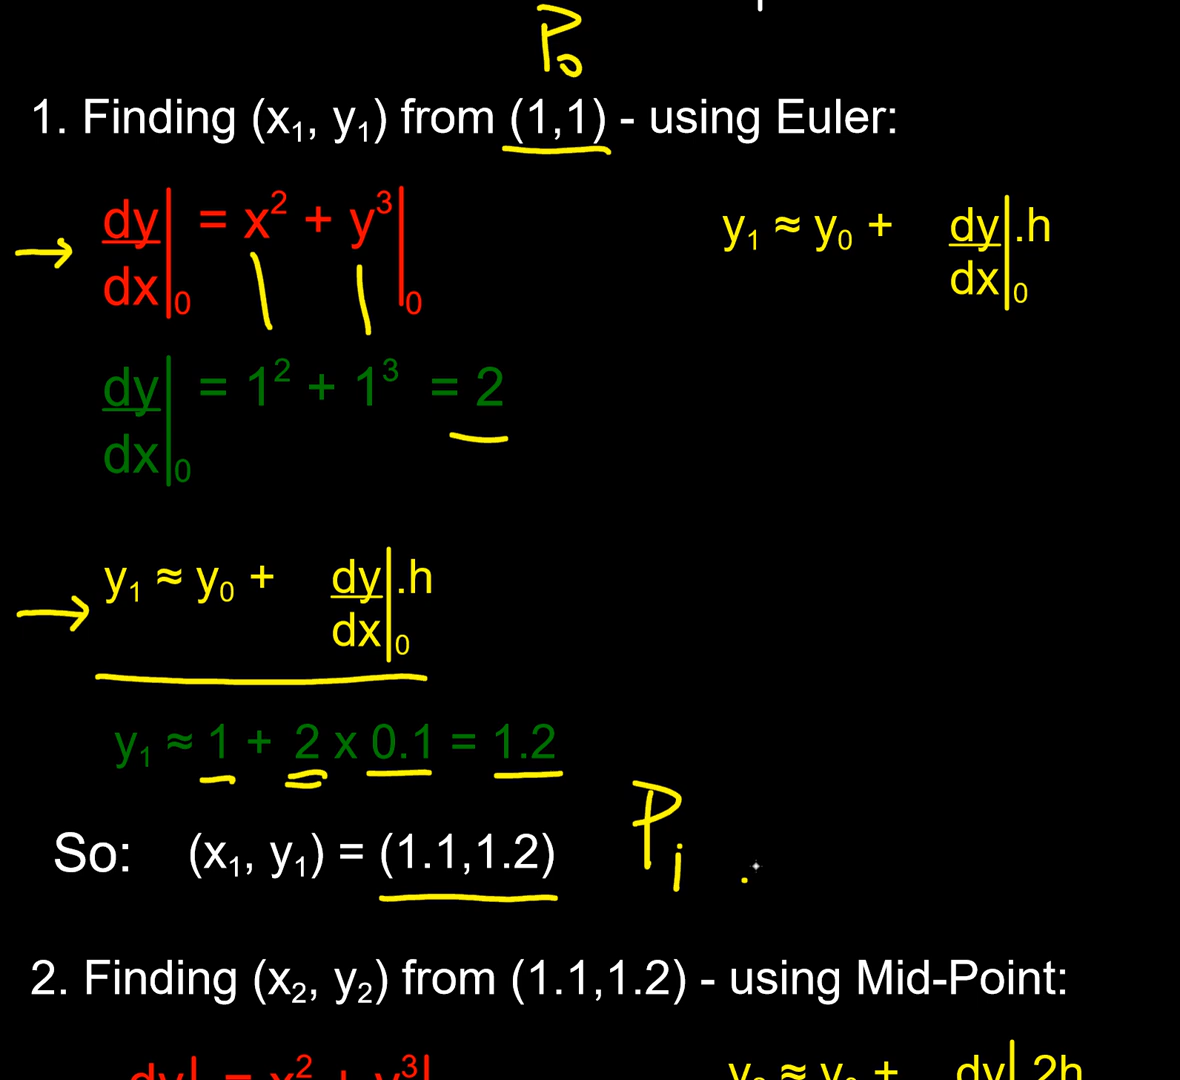 P₀
1. Finding (x₁, y₁) from (1,1) - using Euler:
dy/dx|₀ = x² + y³|₀
y₁ ≈ y₀ + dy/dx|₀ .h
dy/dx|₀ = 1² + 1³ = 2
y₁ ≈ y₀ + dy/dx|₀ .h
y₁ ≈ 1 + 2 x 0.1 = 1.2
So: (x₁, y₁) = (1.1,1.2) P₁
2. Finding (x₂, y₂) from (1.1,1.2) - using Mid-Point: